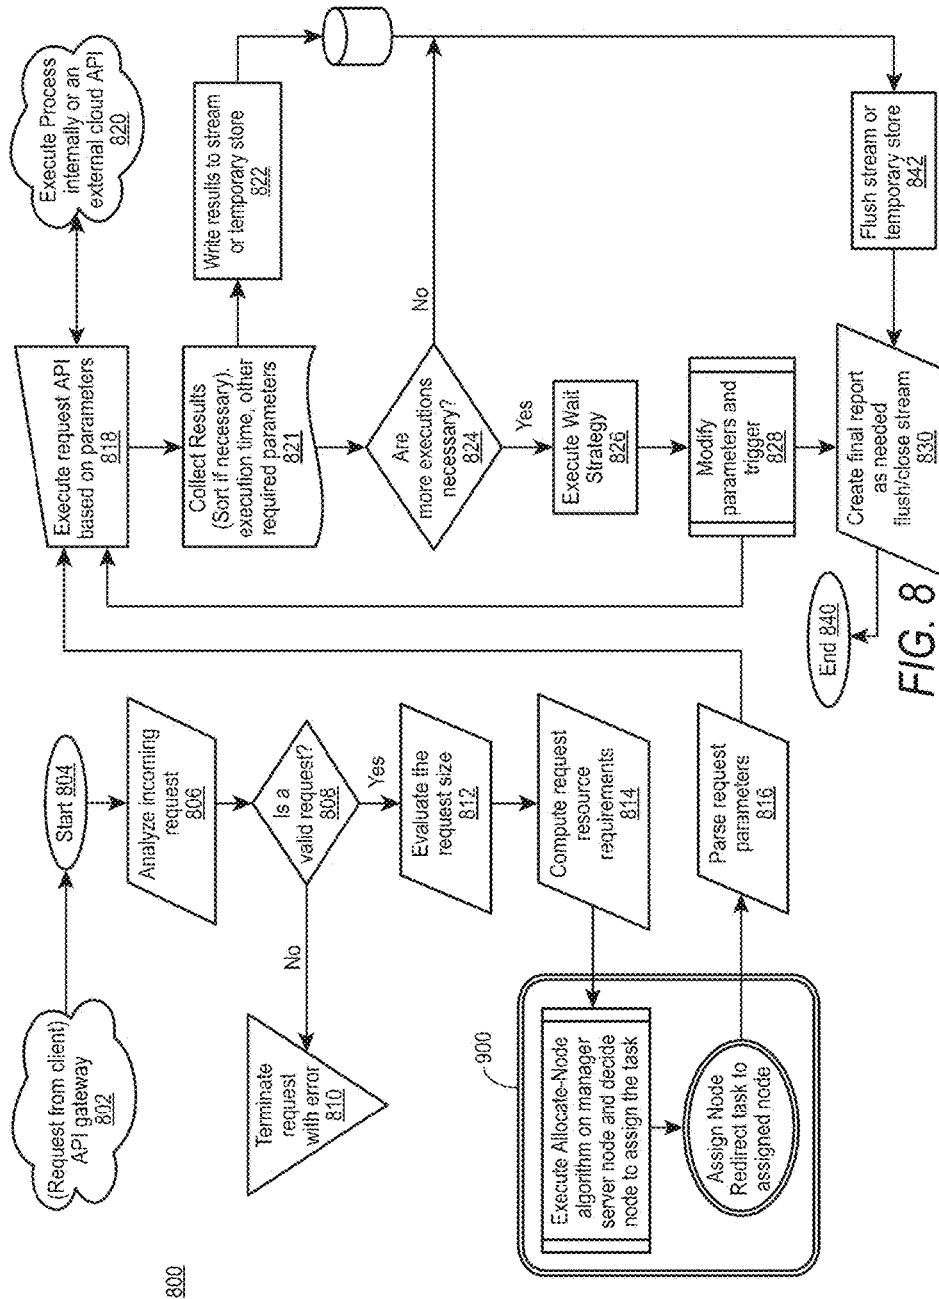 800
(Request from client)
API gateway
802
Start 804
Analyze incoming
request
806
Is a
valid request?
808
No
Yes
Terminate
request
with error
810
Evaluate the
request size
812
Compute request
resource
requirements
814
900
Execute Allocate-Node
algorithm on manager
server node and decide
node to assign the task
Assign Node
Redirect task to
assigned node
Parse request
parameters
816
Execute request API
based on parameters
818
Execute Process
internally or an
external cloud API
820
Collect Results
(Sort if necessary),
execution time, other
required parameters
821
Write results to stream
or temporary store
822
Are
more executions
necessary?
824
No
Yes
Execute Wait
Strategy
826
Modify
parameters and
trigger
828
Flush stream or
temporary store
842
Create final report
as needed
flush/close stream
830
End 840
FIG. 8